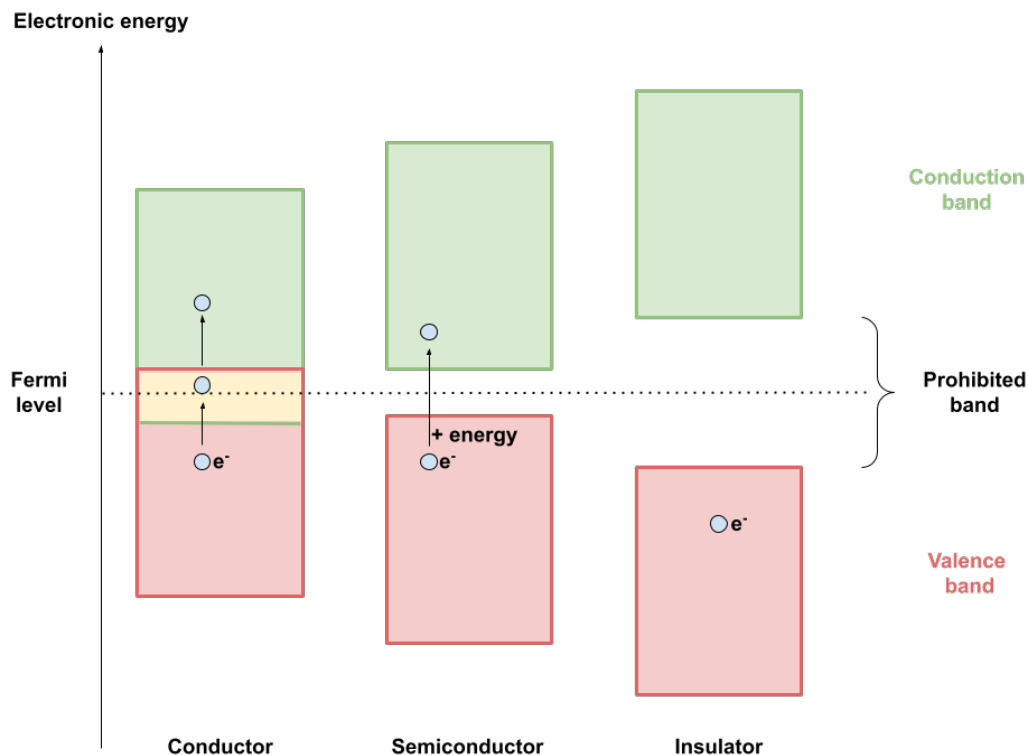 Electronic energy
Conduction
band
Fermi
level
Prohibited
band
+ energy
e-
e-
e-
Valence
band
Conductor
Semiconductor
Insulator